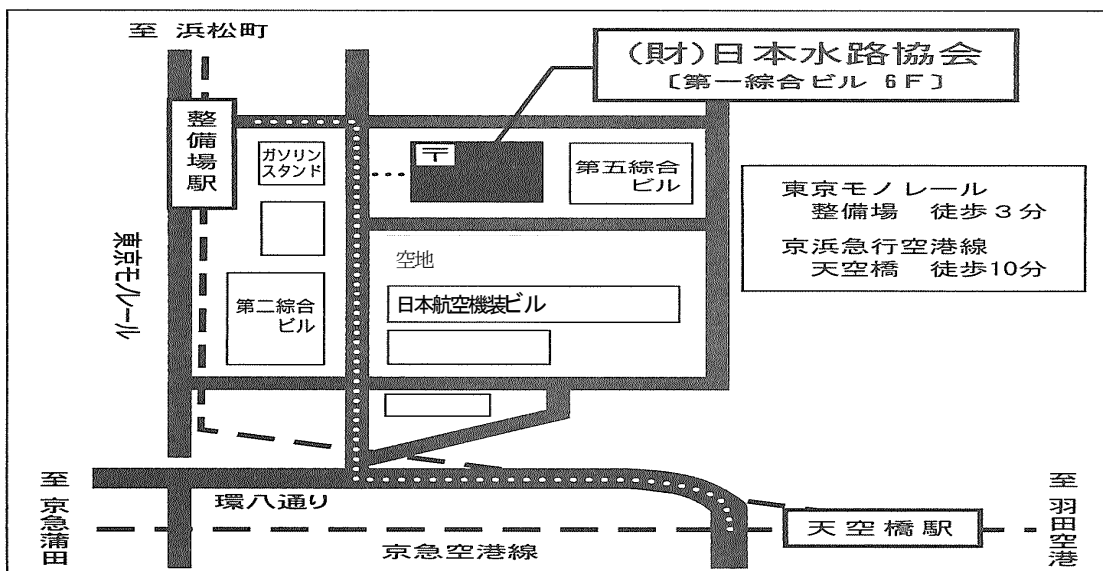 至 浜松町
(財)日本水路協会
〔第一綜合ビル 6F〕
整備場駅
ガソリン
スタンド
〒
第五綜合
ビル
東京モノレール
整備場 徒歩3分
京浜急行空港線
天空橋 徒歩10分
東京モノレール
空地
第二綜合
ビル
日本航空機装ビル
至 京急蒲田
環八通り
京急空港線
天空橋駅
至 羽田空港